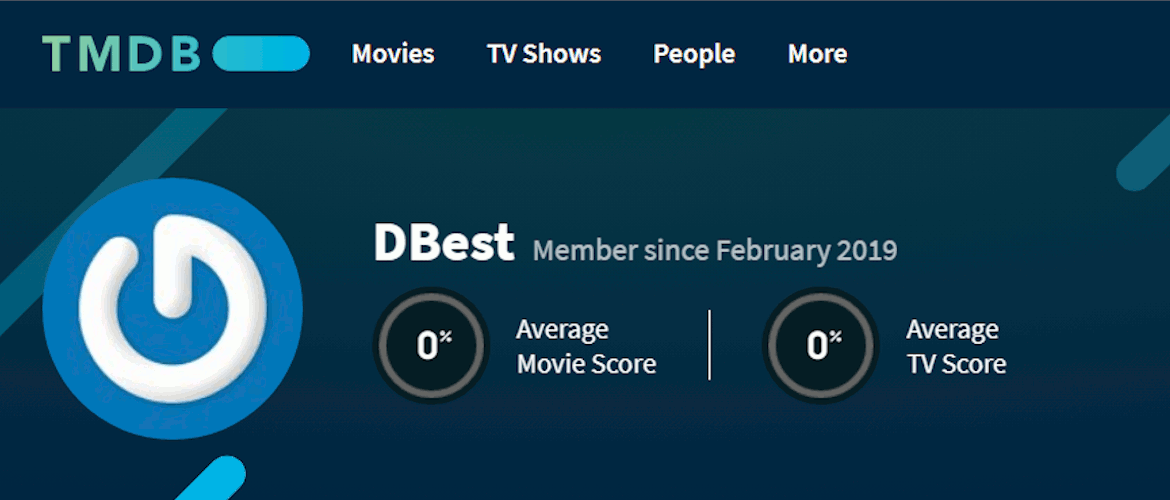 TMDB Movies TV Shows People More
DBest Member since February 2019
0% Average
Movie Score
0% Average
TV Score